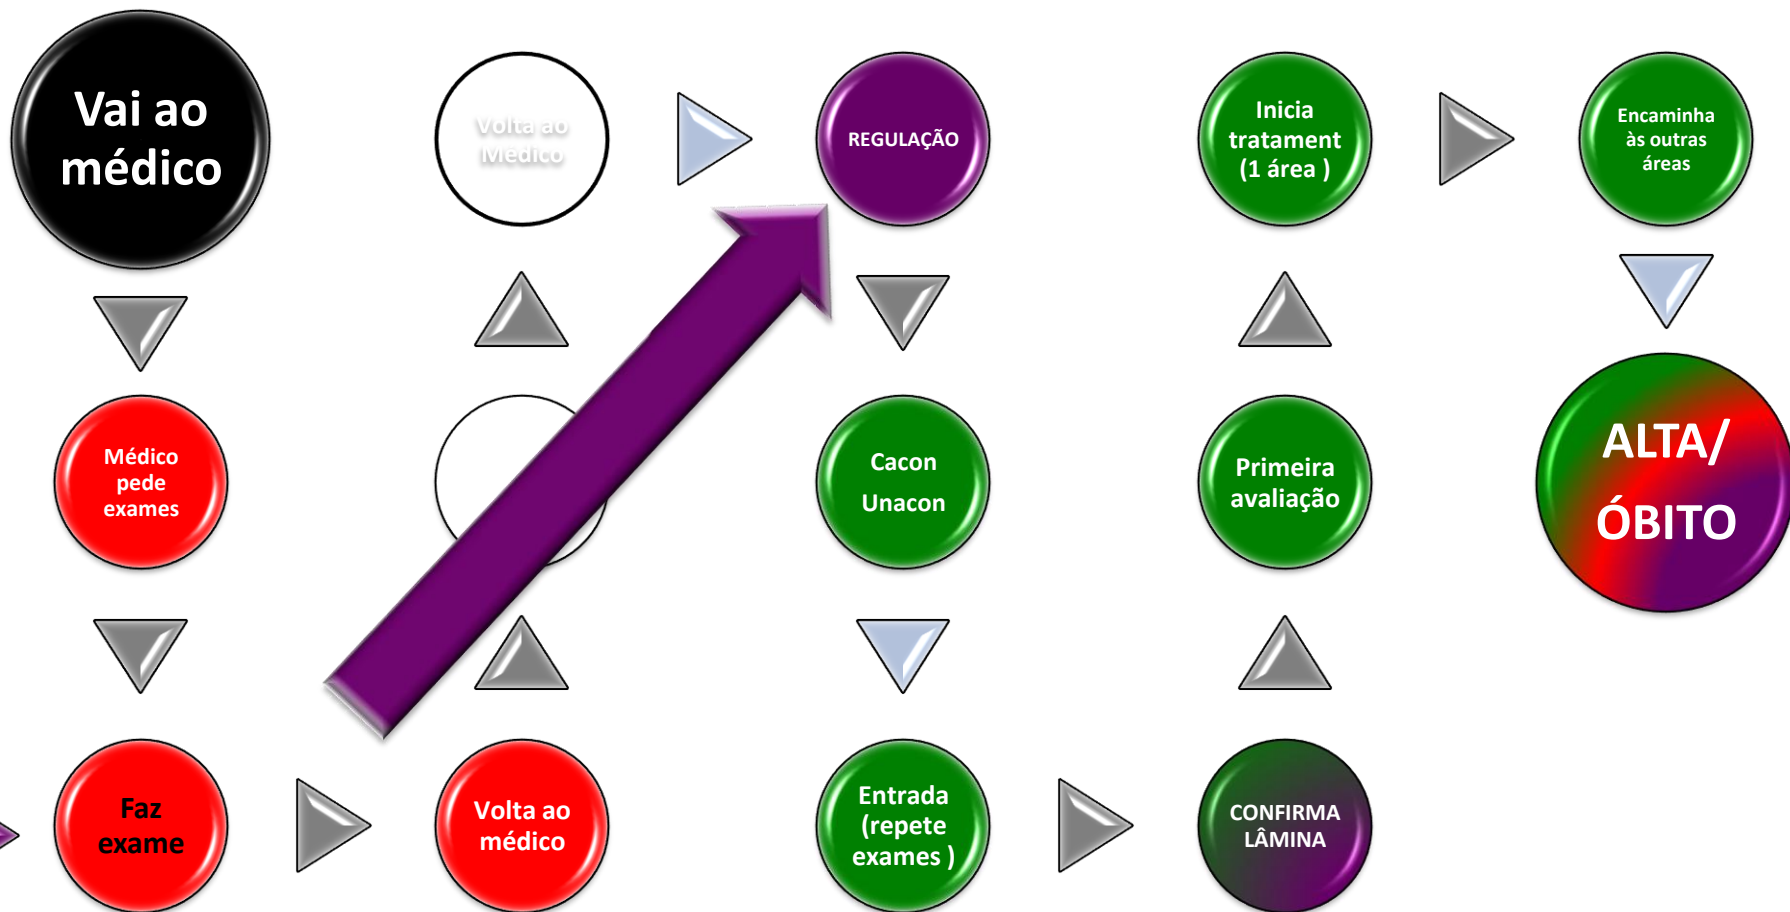 Vai ao
médico
Médico
pede
exames
Faz
exame
Volta ao
médico
Volta ao
Médico
REGULAÇÃO
Cacon
Unacon
Entrada
(repete
exames )
CONFIRMA
LÂMINA
Primeira
avaliação
Inicia
tratament
(1 área )
Encaminha
às outras
áreas
ALTA/
ÓBITO